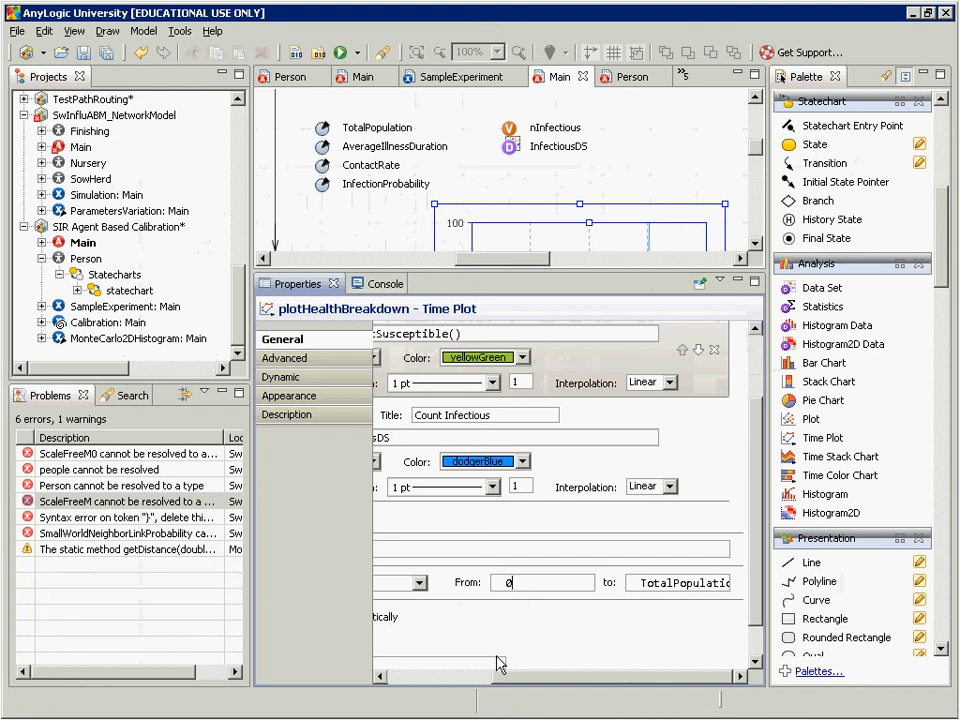 AnyLogic University [EDUCATIONAL USE ONLY]
File Edit View Draw Model Tools Help
100% Get Support...
Projects
TestPathRouting*
SwInfluABM_NetworkModel
Finishing
Main
Nursery
SowHerd
Simulation: Main
ParametersVariation: Main
SIR Agent Based Calibration*
Main
Person
Statecharts
statechart
SampleExperiment: Main
Calibration: Main
MonteCarlo2DHistogram: Main
Problems Search
6 errors, 1 warnings
Description Loc
ScaleFreeM0 cannot be resolved to a... Sw
people cannot be resolved Sw
Person cannot be resolved to a type Sw
ScaleFreeM cannot be resolved to a ... Sw
Syntax error on token "}", delete thi... Sw
SmallWorldNeighborLinkProbability ca... Sw
The static method getDistance(doubl... Mo
Person Main SampleExperiment Main Person »5
TotalPopulation nInfectious
AverageIllnessDuration InfectiousDS
ContactRate
InfectionProbability
100
Properties Console
plotHealthBreakdown - Time Plot
General
Advanced
Dynamic
Appearance
Description
tSusceptible()
Color: yellowGreen
1 pt 1 Interpolation: Linear
Title: Count Infectious
sDS
Color: dodgerBlue
1 pt 1 Interpolation: Linear
From: 0 to: TotalPopulatio
tically
Palette
Statechart
Statechart Entry Point
State
Transition
Initial State Pointer
Branch
History State
Final State
Analysis
Data Set
Statistics
Histogram Data
Histogram2D Data
Bar Chart
Stack Chart
Pie Chart
Plot
Time Plot
Time Stack Chart
Time Color Chart
Histogram
Histogram2D
Presentation
Line
Polyline
Curve
Rectangle
Rounded Rectangle
Oval
Palettes...